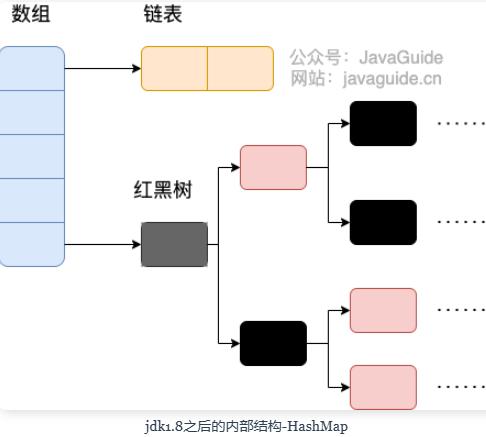 数组
链表
公众号：JavaGuide
网站：javaguide.cn
红黑树
jdk1.8之后的内部结构-HashMap